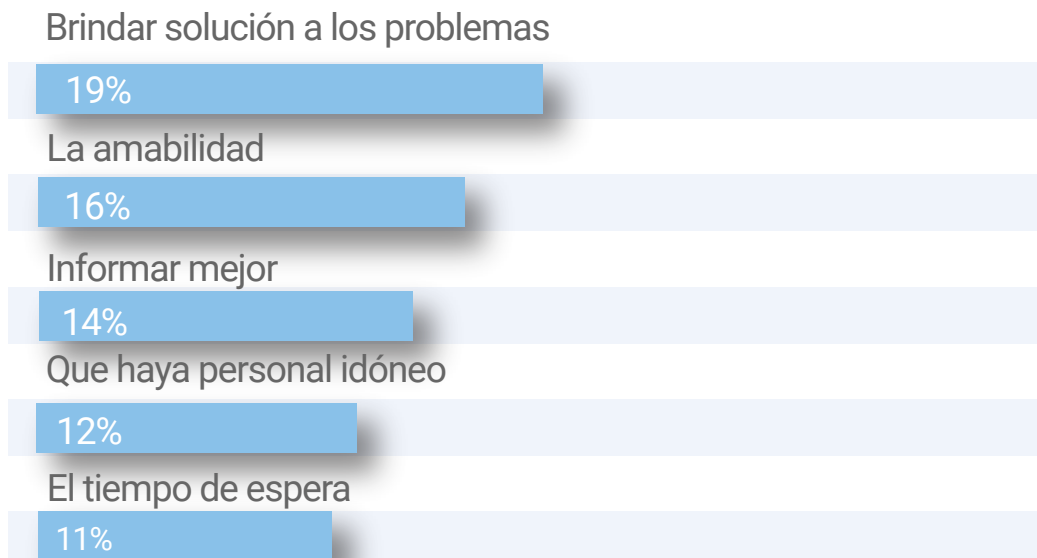 Brindar solución a los problemas
19%
La amabilidad
16%
Informar mejor
14%
Que haya personal idóneo
12%
El tiempo de espera
11%